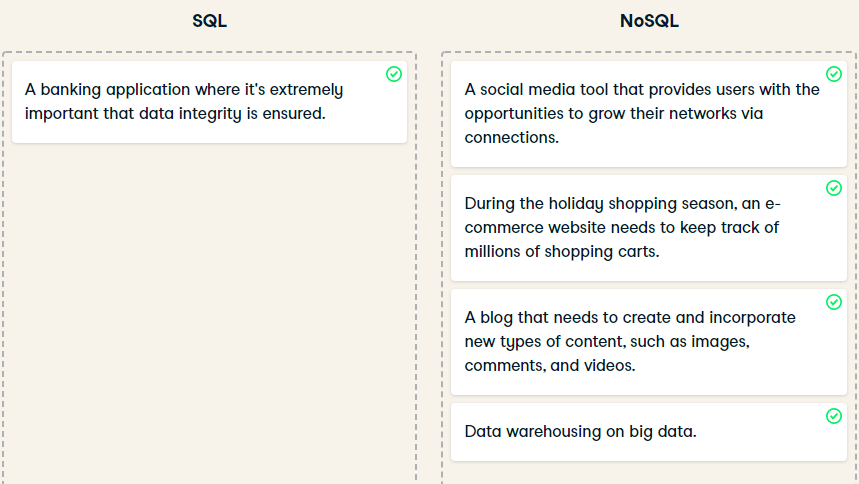 SQL
NoSQL
A banking application where it's extremely
important that data integrity is ensured.
A social media tool that provides users with the
opportunities to grow their networks via
connections.
During the holiday shopping season, an e-
commerce website needs to keep track of
millions of shopping carts.
A blog that needs to create and incorporate
new types of content, such as images,
comments, and videos.
Data warehousing on big data.